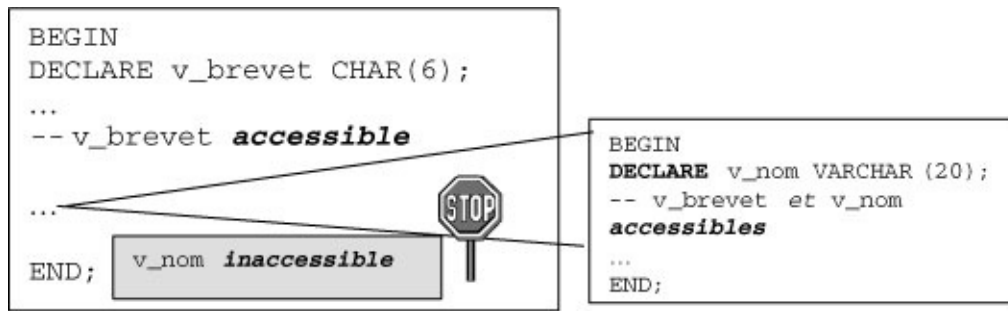 BEGIN
DECLARE v_brevet CHAR(6);
...
-- v_brevet accessible
...
STOP
END;
v_nom inaccessible
BEGIN
DECLARE v_nom VARCHAR (20);
-- v_brevet et v_nom
accessibles
...
END;